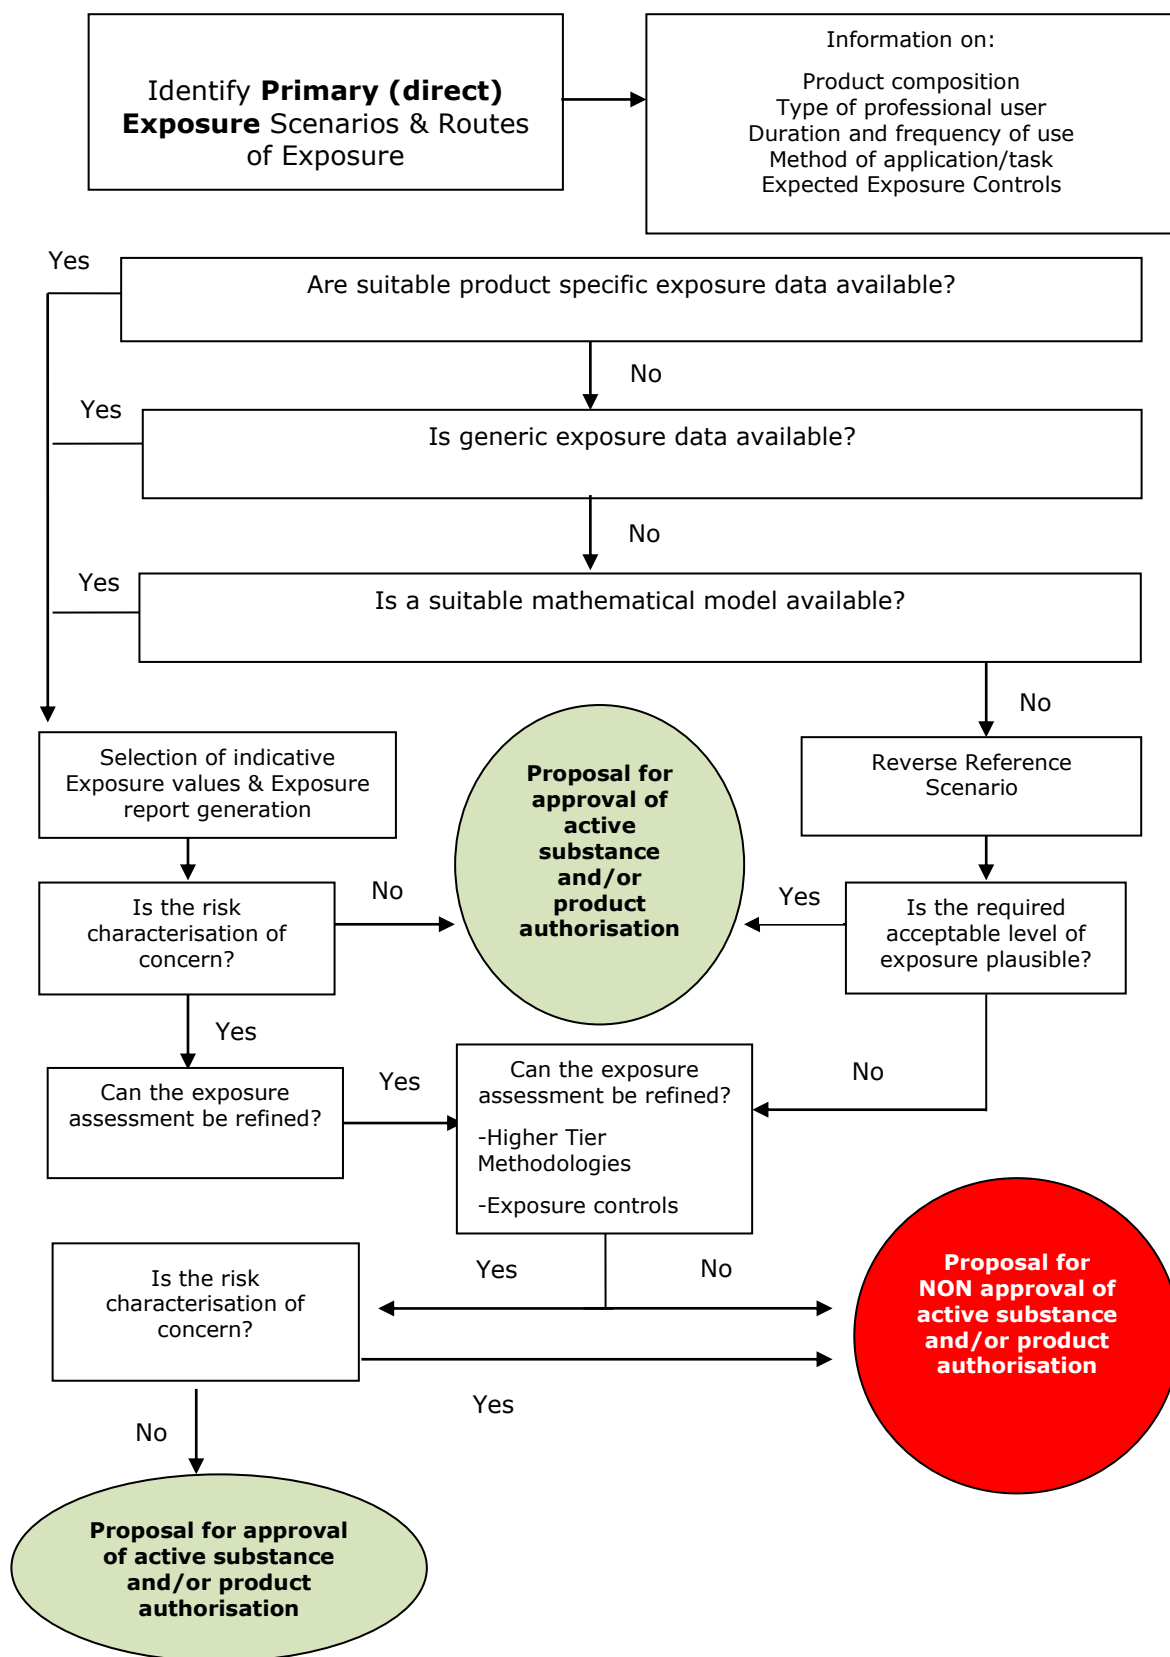 Identify Primary (direct)
Exposure Scenarios & Routes
of Exposure
Information on:
Product composition
Type of professional user
Duration and frequency of use
Method of application/task
Expected Exposure Controls
Yes
Are suitable product specific exposure data available?
No
Yes
Is generic exposure data available?
No
Yes
Is a suitable mathematical model available?
No
Selection of indicative
Exposure values & Exposure
report generation
Proposal for
approval of
active
substance
and/or
product
authorisation
Reverse Reference
Scenario
Is the risk
characterisation of
concern?
No
Yes
Is the required
acceptable level of
exposure plausible?
Yes
No
Can the exposure
assessment be refined?
Yes
Can the exposure
assessment be refined?
-Higher Tier
Methodologies
-Exposure controls
Is the risk
characterisation of
concern?
Yes
No
Proposal for
NON approval of
active substance
and/or product
authorisation
Yes
No
Proposal for approval
of active substance
and/or product
authorisation